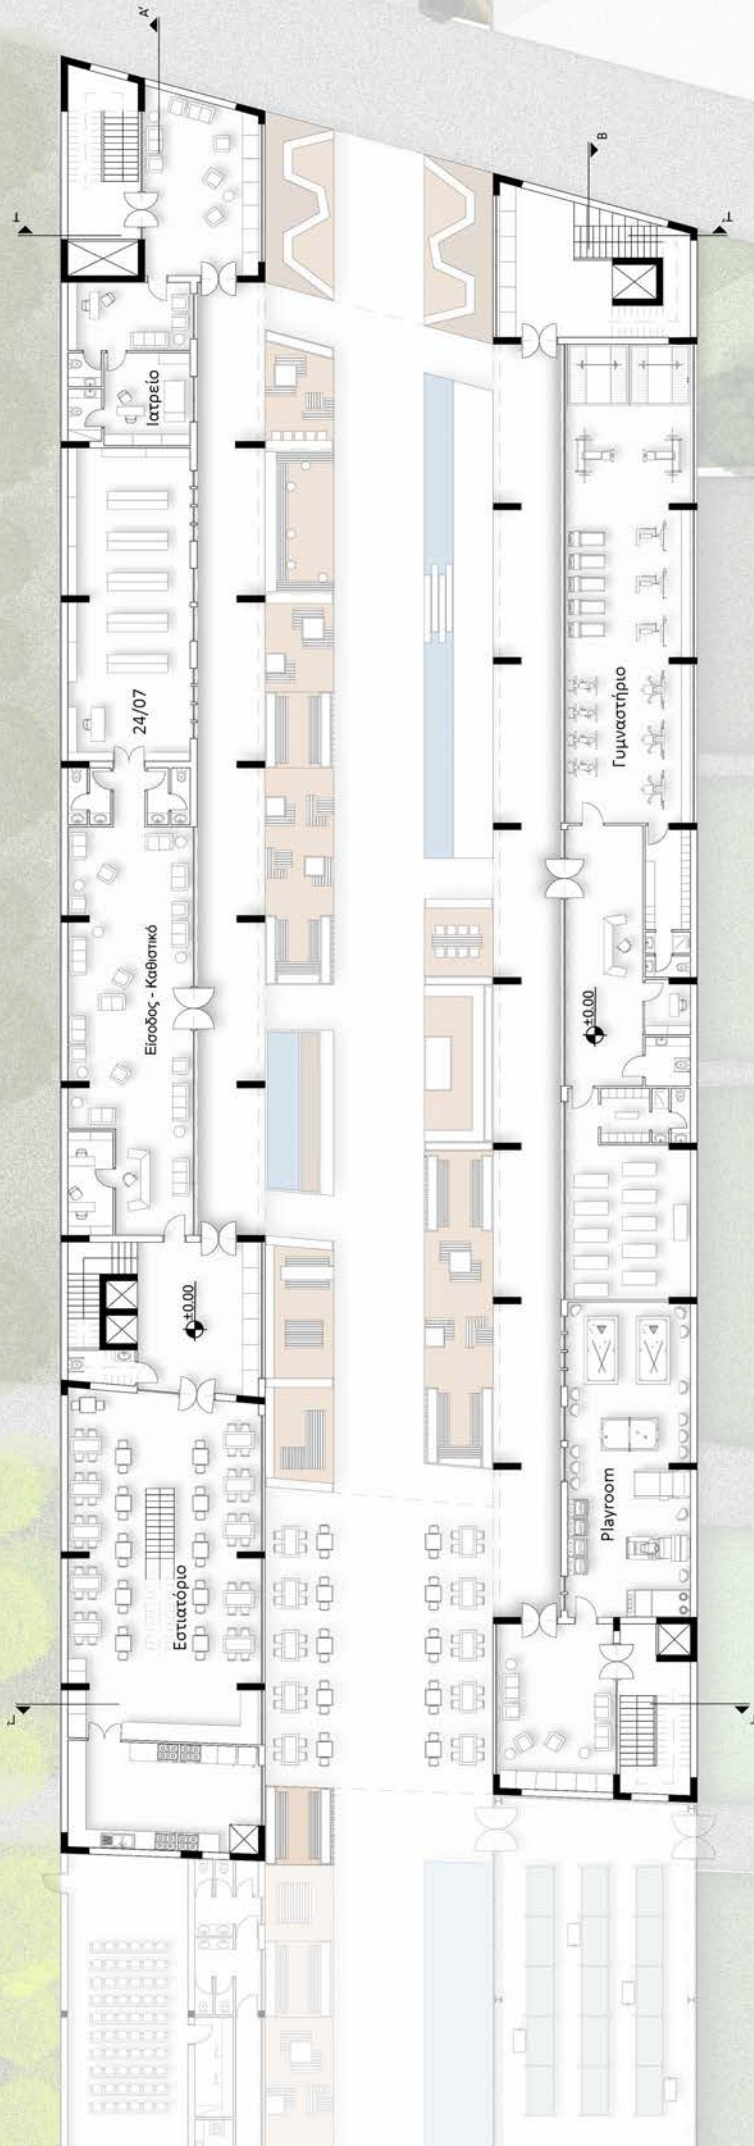 A'
B
T
T'
Ιατρείο
24/07
Γυμναστήριο
Είσοδος - Καθιστικό
±0.00
±0.00
Playroom
Εστιατόριο